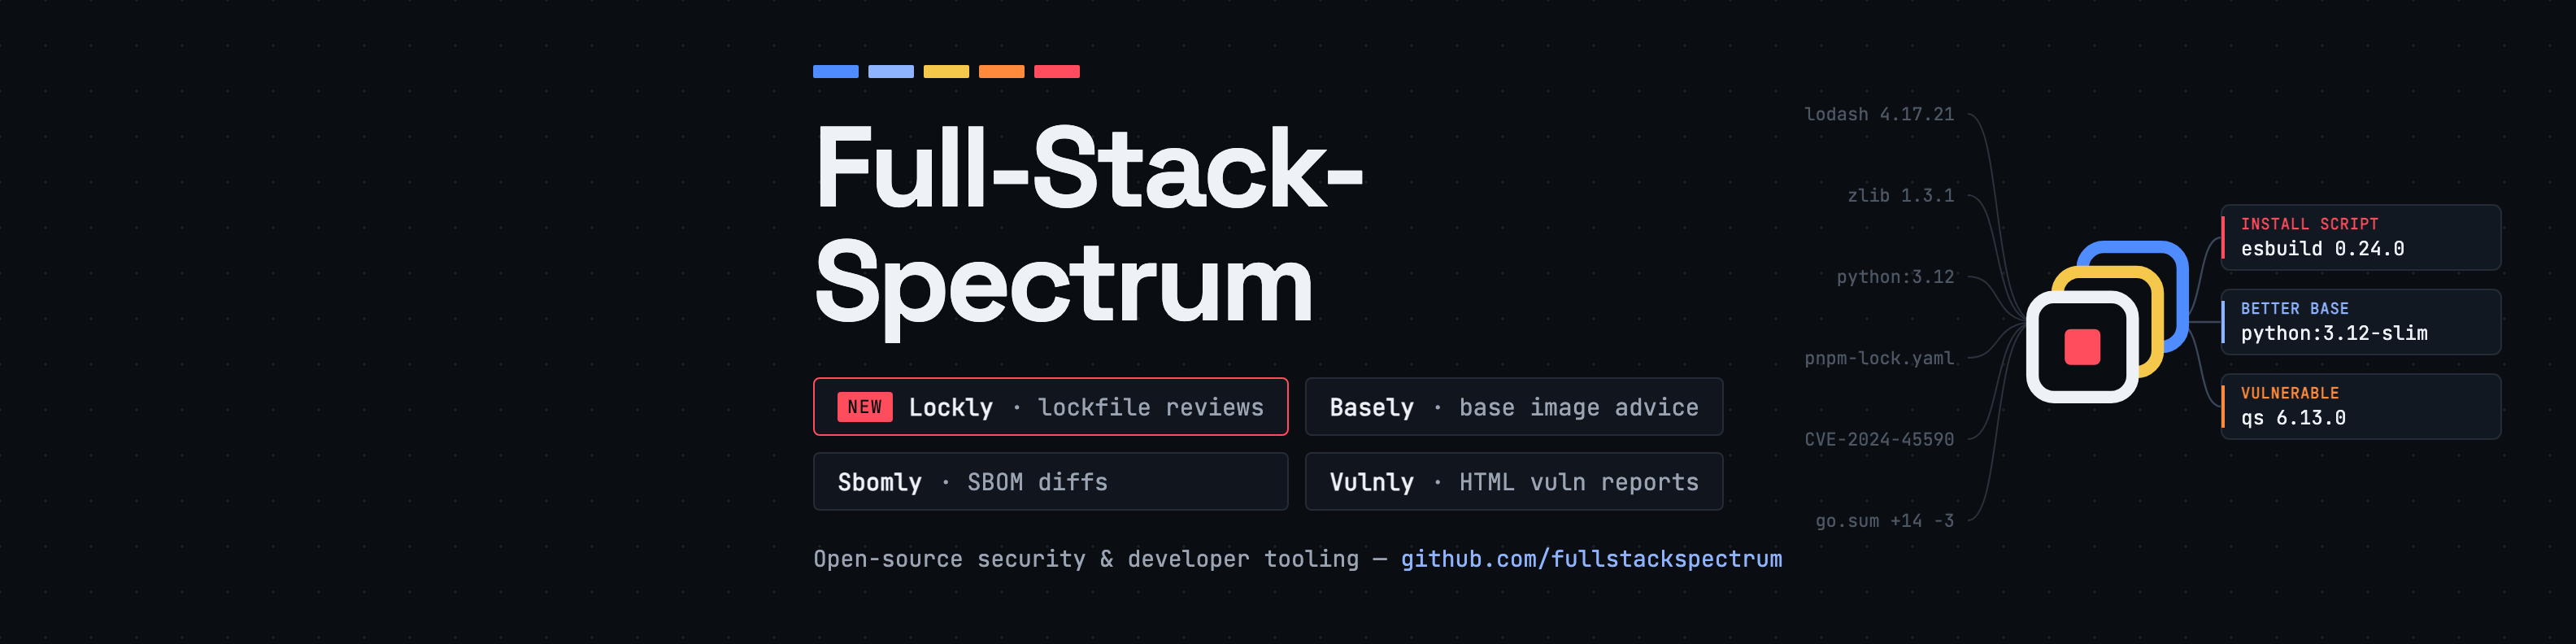 Full-Stack-
Spectrum
NEW Lockly · lockfile reviews
Basely · base image advice
Sbomly · SBOM diffs
Vulnly · HTML vuln reports
Open-source security & developer tooling — github.com/fullstackspectrum
lodash 4.17.21
zlib 1.3.1
python:3.12
pnpm-lock.yaml
CVE-2024-45590
go.sum +14 -3
INSTALL SCRIPT
esbuild 0.24.0
BETTER BASE
python:3.12-slim
VULNERABLE
qs 6.13.0